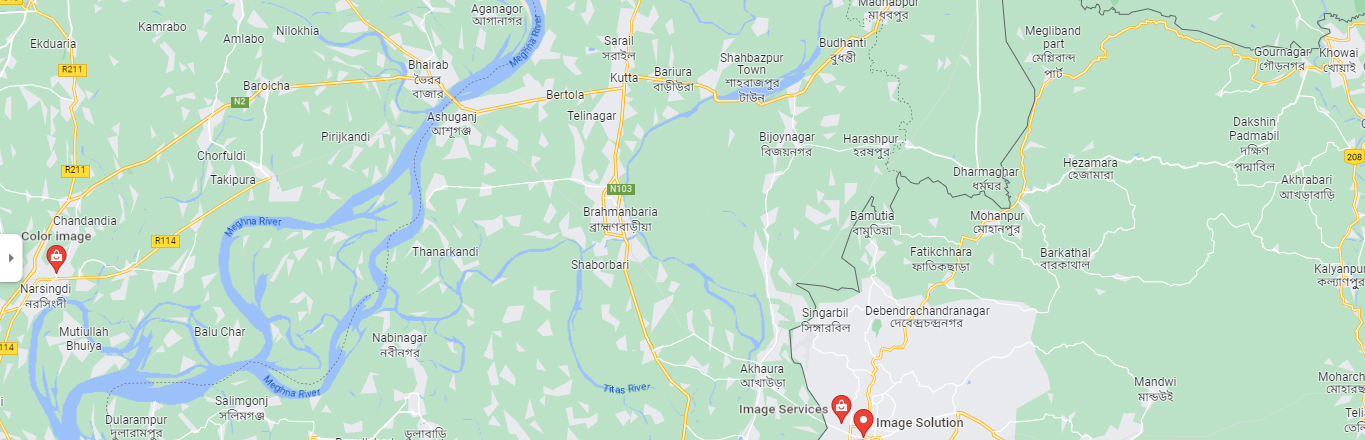 Aganagor
আগানগর
Madhabpur
মাধবপুর
Kamrabo
Nilokhia
Amlabo
Ekduaria
Sarail
সরাইল
Budhanti
বুধন্তী
Megliband
part
মেগ্লিবান্দ
পার্ট
Gournagar
গৌড়নগর
Khowai
খোয়াই
R211
Bhairab
ভৈরব
বাজার
Meghna River
Kutta
Bariura
বাড়ীউরা
Shahbazpur
Town
শাহবাজপুর
টাউন
Baroicha
N2
Bertola
Ashuganj
আশুগঞ্জ
Telinagar
Pirijkandi
Bijoynagar
বিজয়নগর
Harashpur
হরষপুর
Dakshin
Padmabil
দক্ষিণ
পদ্মাবিল
Chorfuldi
R211
Takipura
Dharmaghar
ধর্মঘর
Hezamara
হেজামারা
208
Akhrabari
আখড়াবাড়ি
N103
Chandandia
Color image
Meghna River
R114
Brahmanbaria
ব্রাহ্মণবাড়ীয়া
Bamutia
বামুতিয়া
Mohanpur
মোহানপুর
Thanarkandi
Shaborbari
Fatikchhara
ফাতিকছাড়া
Barkathal
বারকাথাল
Kalyanpur
কল্যাণপুর
Narsingdi
নরসিংদী
Mutiullah
Bhuiya
Balu Char
Nabinagar
নবীনগর
Singarbil
সিঙ্গারবিল
Debendrachandranagar
দেবেন্দ্রচন্দ্রনগর
114
Meghna River
Titas River
Akhaura
আখাউড়া
Mandwi
মান্ডউই
Salimgonj
সলিমগঞ্জ
Dularampur
দুলারামপুর
ডুলাবাড়ি
Image Services
Image Solution